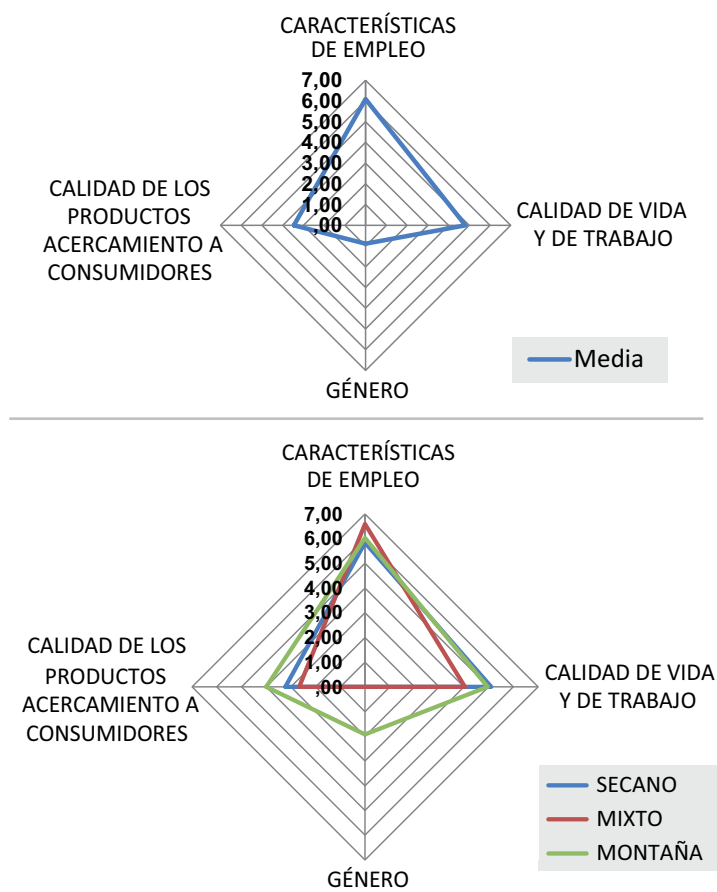 CARACTERÍSTICAS
DE EMPLEO
7,00
6,00
5,00
4,00
3,00
2,00
1,00
,00
CALIDAD DE LOS
PRODUCTOS
ACERCAMIENTO A
CONSUMIDORES
CALIDAD DE VIDA
Y DE TRABAJO
Media
GÉNERO
CARACTERÍSTICAS
DE EMPLEO
7,00
6,00
5,00
4,00
3,00
2,00
1,00
,00
CALIDAD DE LOS
PRODUCTOS
ACERCAMIENTO A
CONSUMIDORES
CALIDAD DE VIDA
Y DE TRABAJO
SECANO
MIXTO
MONTAÑA
GÉNERO